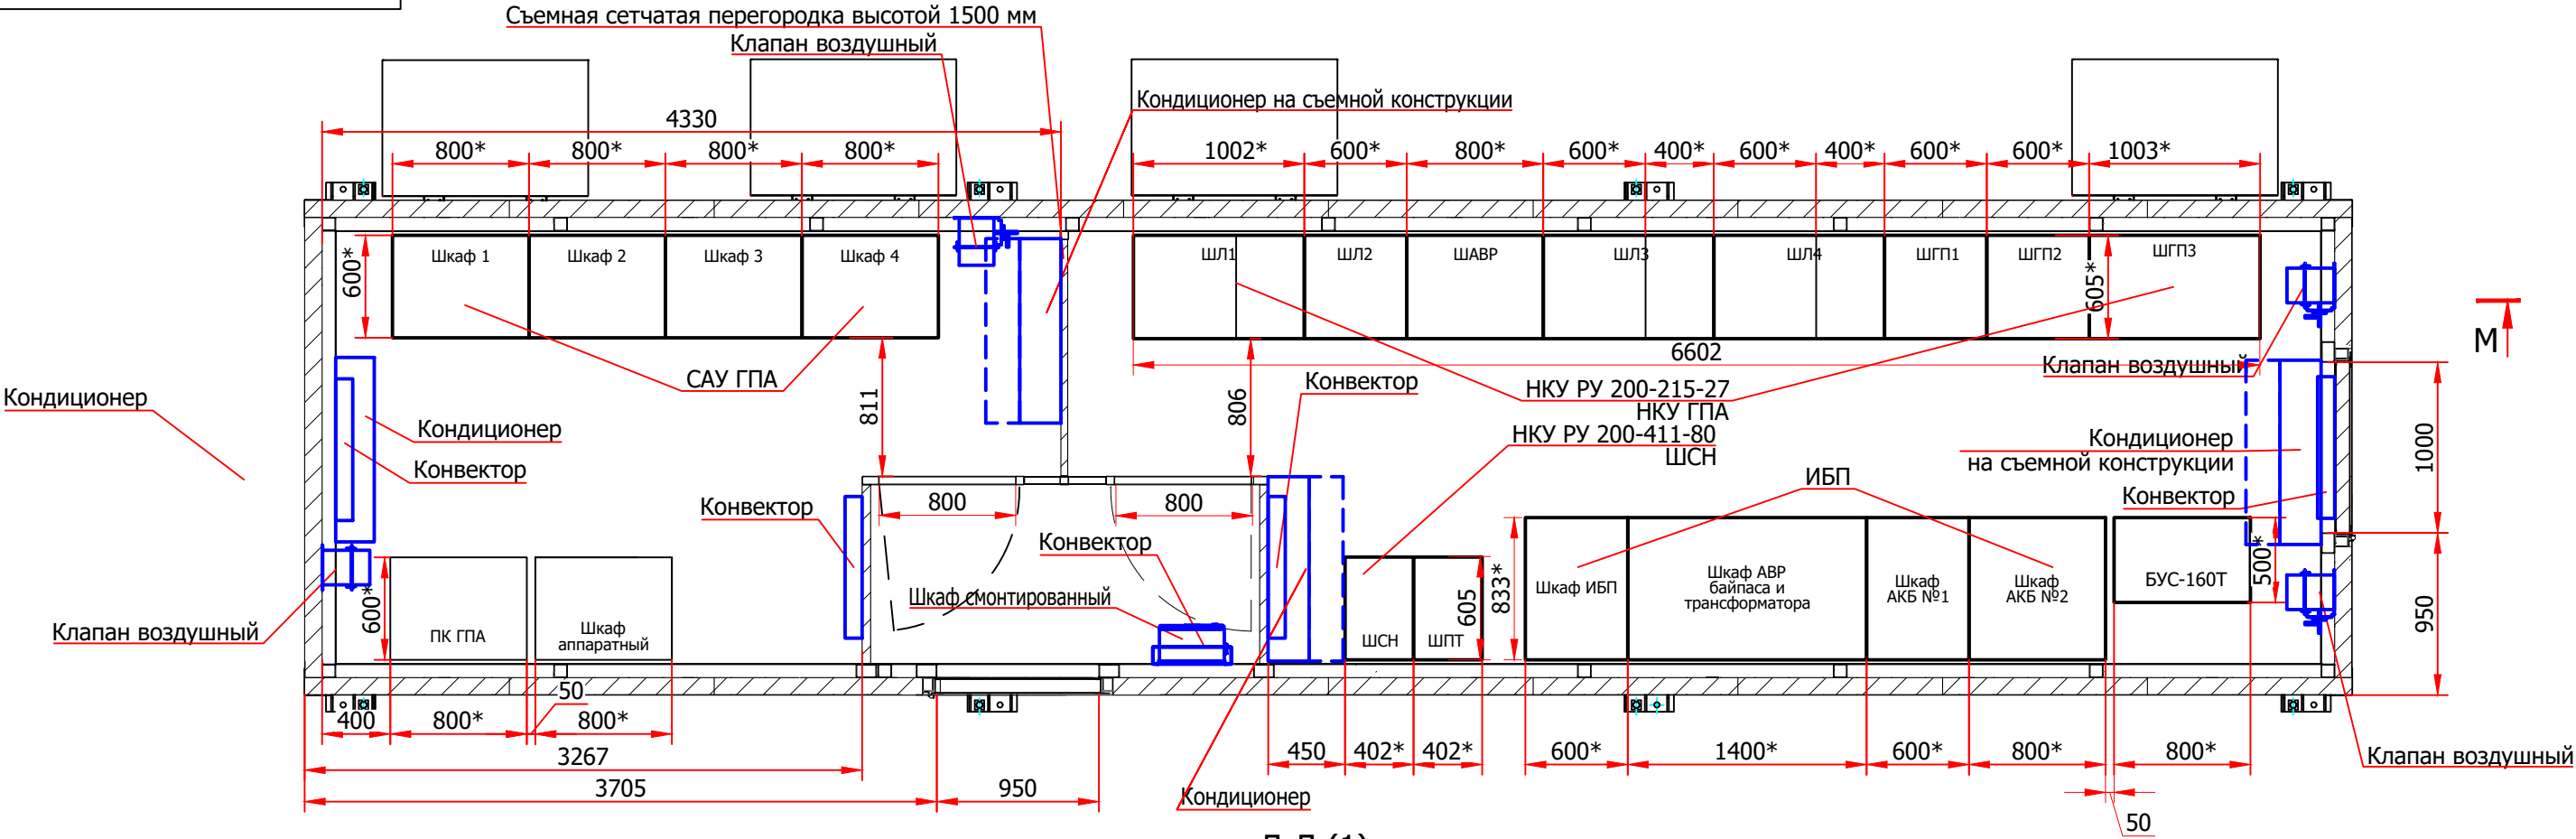 Съемная сетчатая перегородка высотой 1500 мм
Клапан воздушный
Кондиционер на съемной конструкции
4330
800* 800* 800* 800*
1002* 600* 800* 600* 400* 600* 400* 600* 600* 1003*
Шкаф 1 Шкаф 2 Шкаф 3 Шкаф 4
ШЛ1 ШЛ2 ШАВР ШЛ3 ШЛ4 ШГП1 ШГП2 ШГП3
600*
605*
М
6602
Клапан воздушный
САУ ГПА
811
806
Конвектор
НКУ РУ 200-215-27
НКУ ГПА
НКУ РУ 200-411-80
ШСН
Кондиционер
Кондиционер
Конвектор
Кондиционер
на съемной конструкции
Конвектор
1000
ИБП
Конвектор
800 800
Конвектор
Шкаф смонтированный
600*
ПК ГПА
Шкаф
аппаратный
Клапан воздушный
ШСН ШПТ
605
833*
Шкаф ИБП
Шкаф АВР
байпаса и
трансформатора
Шкаф
АКБ №1
Шкаф
АКБ №2
БУС-160Т
500*
950
50
400 800* 800*
3267
3705 950
450 402* 402*
600* 1400* 600* 800* 800*
Клапан воздушный
Кондиционер
50